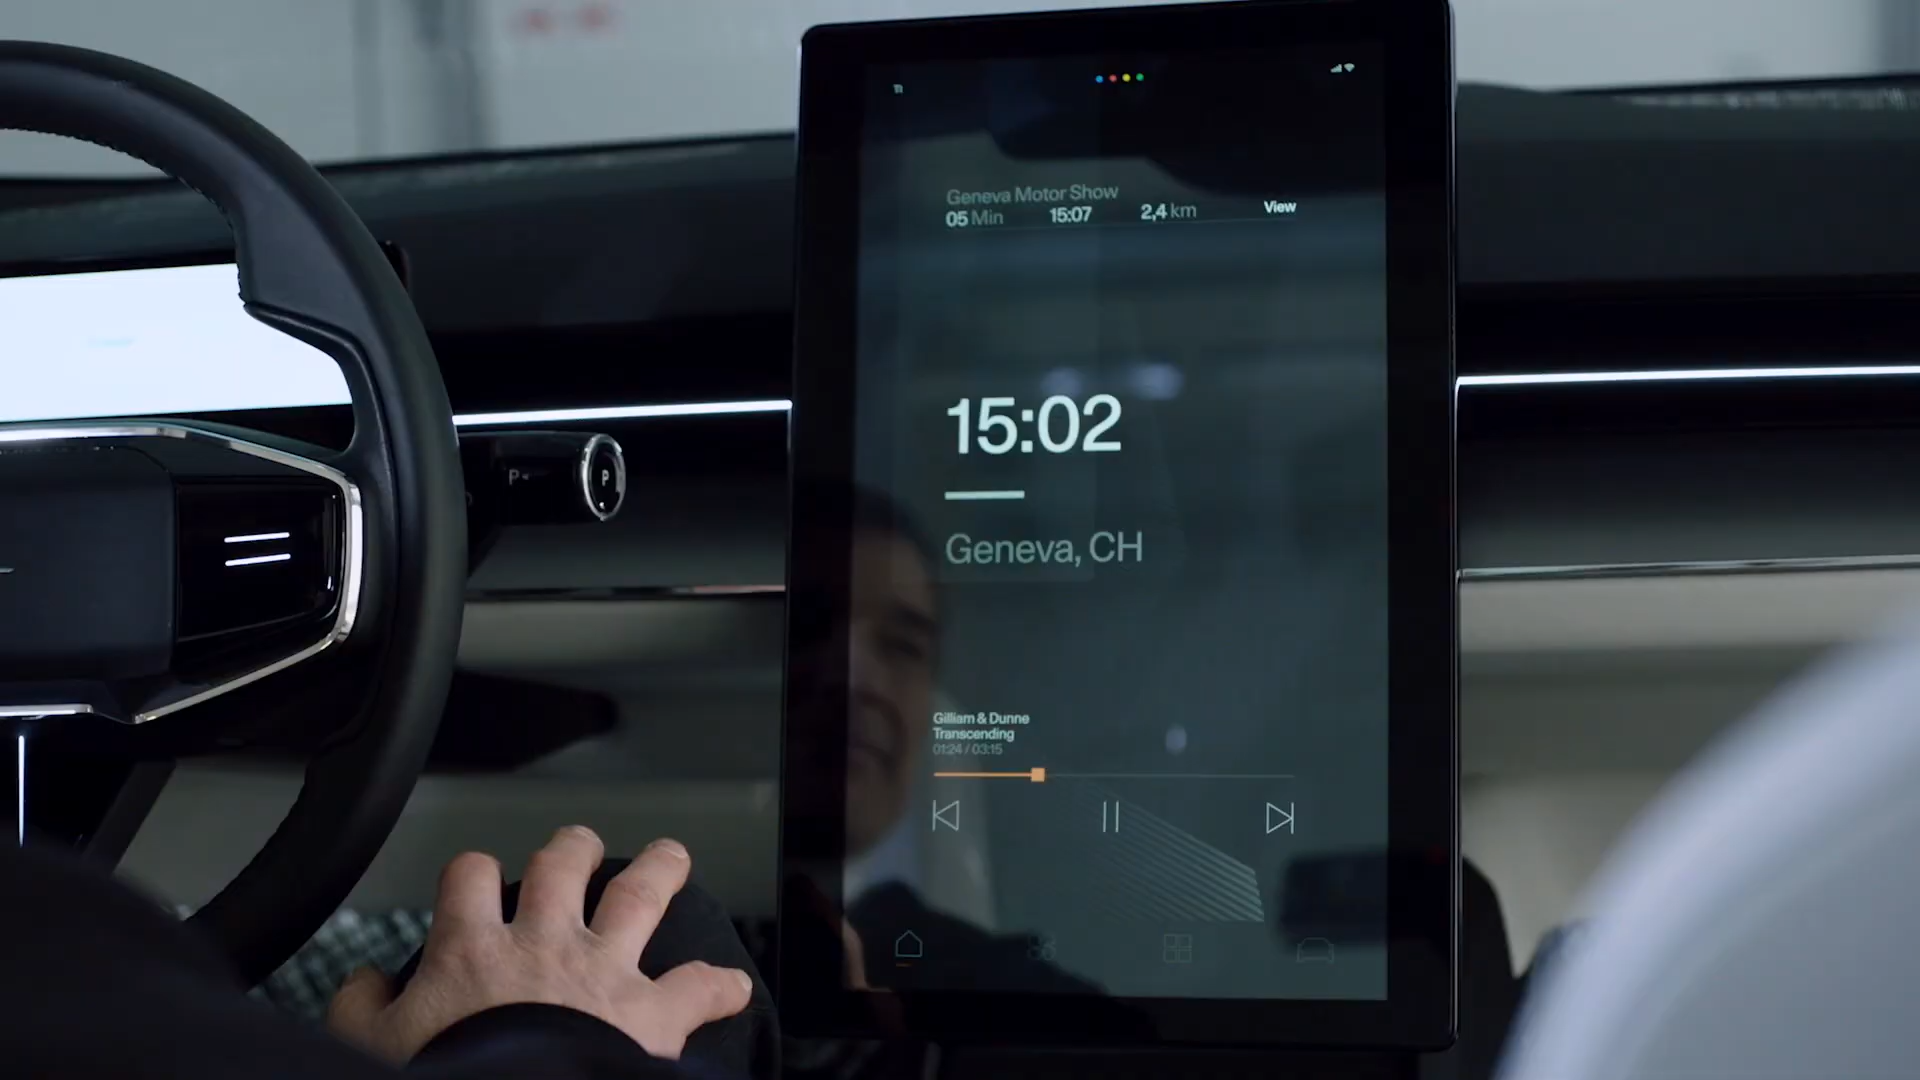 Geneva Motor Show
05 Min 15:07 2,4 km View
15:02
Geneva, CH
Gilliam & Dunne
Transcending
01:24 / 03:15
P
P